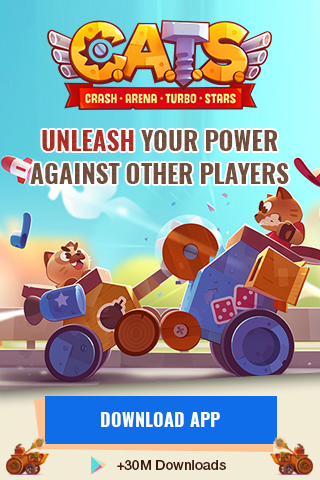 C.A.T.S.
CRASH · ARENA · TURBO · STARS
UNLEASH YOUR POWER
AGAINST OTHER PLAYERS
DOWNLOAD APP
+30M Downloads